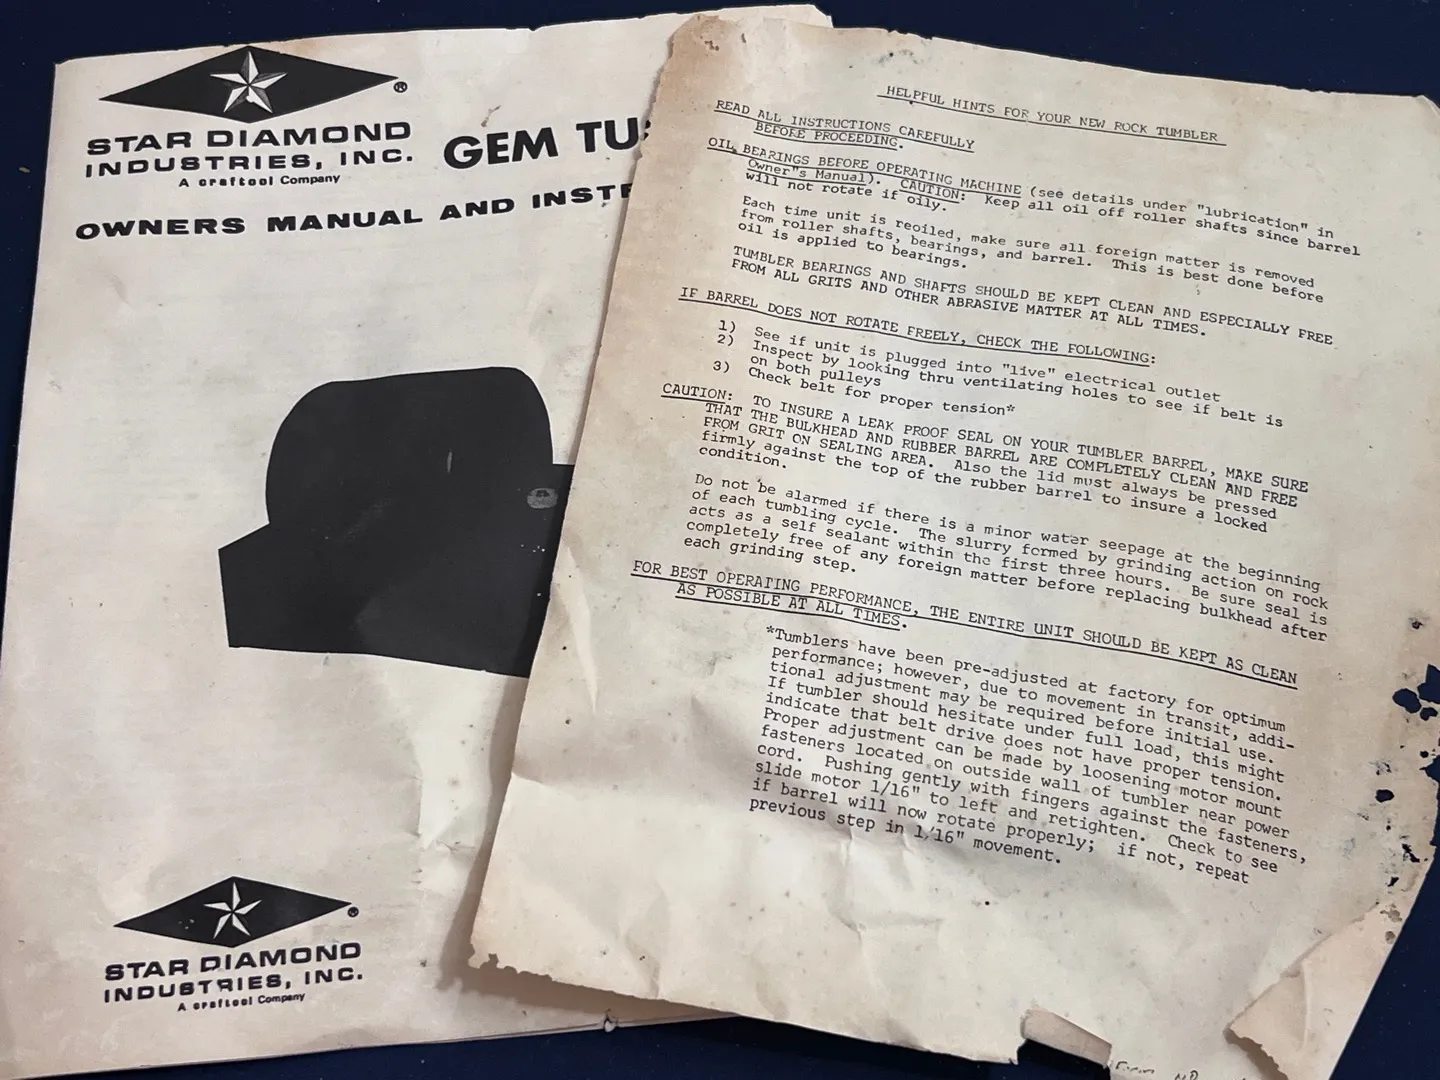 STAR DIAMOND
INDUSTRIES, INC.
A craftool Company
GEM TU
OWNERS MANUAL AND INSTR
STAR DIAMOND
INDUSTRIES, INC.
A craftool Company
HELPFUL HINTS FOR YOUR NEW ROCK TUMBLER
READ ALL INSTRUCTIONS CAREFULLY
BEFORE PROCEEDING.
OIL BEARINGS BEFORE OPERATING MACHINE (see details under "lubrication" in
Owner"s Manual). CAUTION: Keep all oil off roller shafts since barrel
will not rotate if oily.
Each time unit is reoiled, make sure all foreign matter is removed
from roller shafts, bearings, and barrel. This is best done before
oil is applied to bearings.
TUMBLER BEARINGS AND SHAFTS SHOULD BE KEPT CLEAN AND ESPECIALLY FREE
FROM ALL GRITS AND OTHER ABRASIVE MATTER AT ALL TIMES.
IF BARREL DOES NOT ROTATE FREELY, CHECK THE FOLLOWING:
1) See if unit is plugged into "live" electrical outlet
2) Inspect by looking thru ventilating holes to see if belt is
on both pulleys
3) Check belt for proper tension*
CAUTION: TO INSURE A LEAK PROOF SEAL ON YOUR TUMBLER BARREL, MAKE SURE
THAT THE BULKHEAD AND RUBBER BARREL ARE COMPLETELY CLEAN AND FREE
FROM GRIT ON SEALING AREA. Also the lid must always be pressed
firmly against the top of the rubber barrel to insure a locked
condition.
Do not be alarmed if there is a minor water seepage at the beginning
of each tumbling cycle. The slurry formed by grinding action on rock
acts as a self sealant within the first three hours. Be sure seal is
completely free of any foreign matter before replacing bulkhead after
each grinding step.
FOR BEST OPERATING PERFORMANCE, THE ENTIRE UNIT SHOULD BE KEPT AS CLEAN
AS POSSIBLE AT ALL TIMES.
*Tumblers have been pre-adjusted at factory for optimum
performance; however, due to movement in transit, addi-
tional adjustment may be required before initial use.
If tumbler should hesitate under full load, this might
indicate that belt drive does not have proper tension.
Proper adjustment can be made by loosening motor mount
fasteners located on outside wall of tumbler near power
cord. Pushing gently with fingers against the fasteners,
slide motor 1/16" to left and retighten. Check to see
if barrel will now rotate properly; if not, repeat
previous step in 1/16" movement.